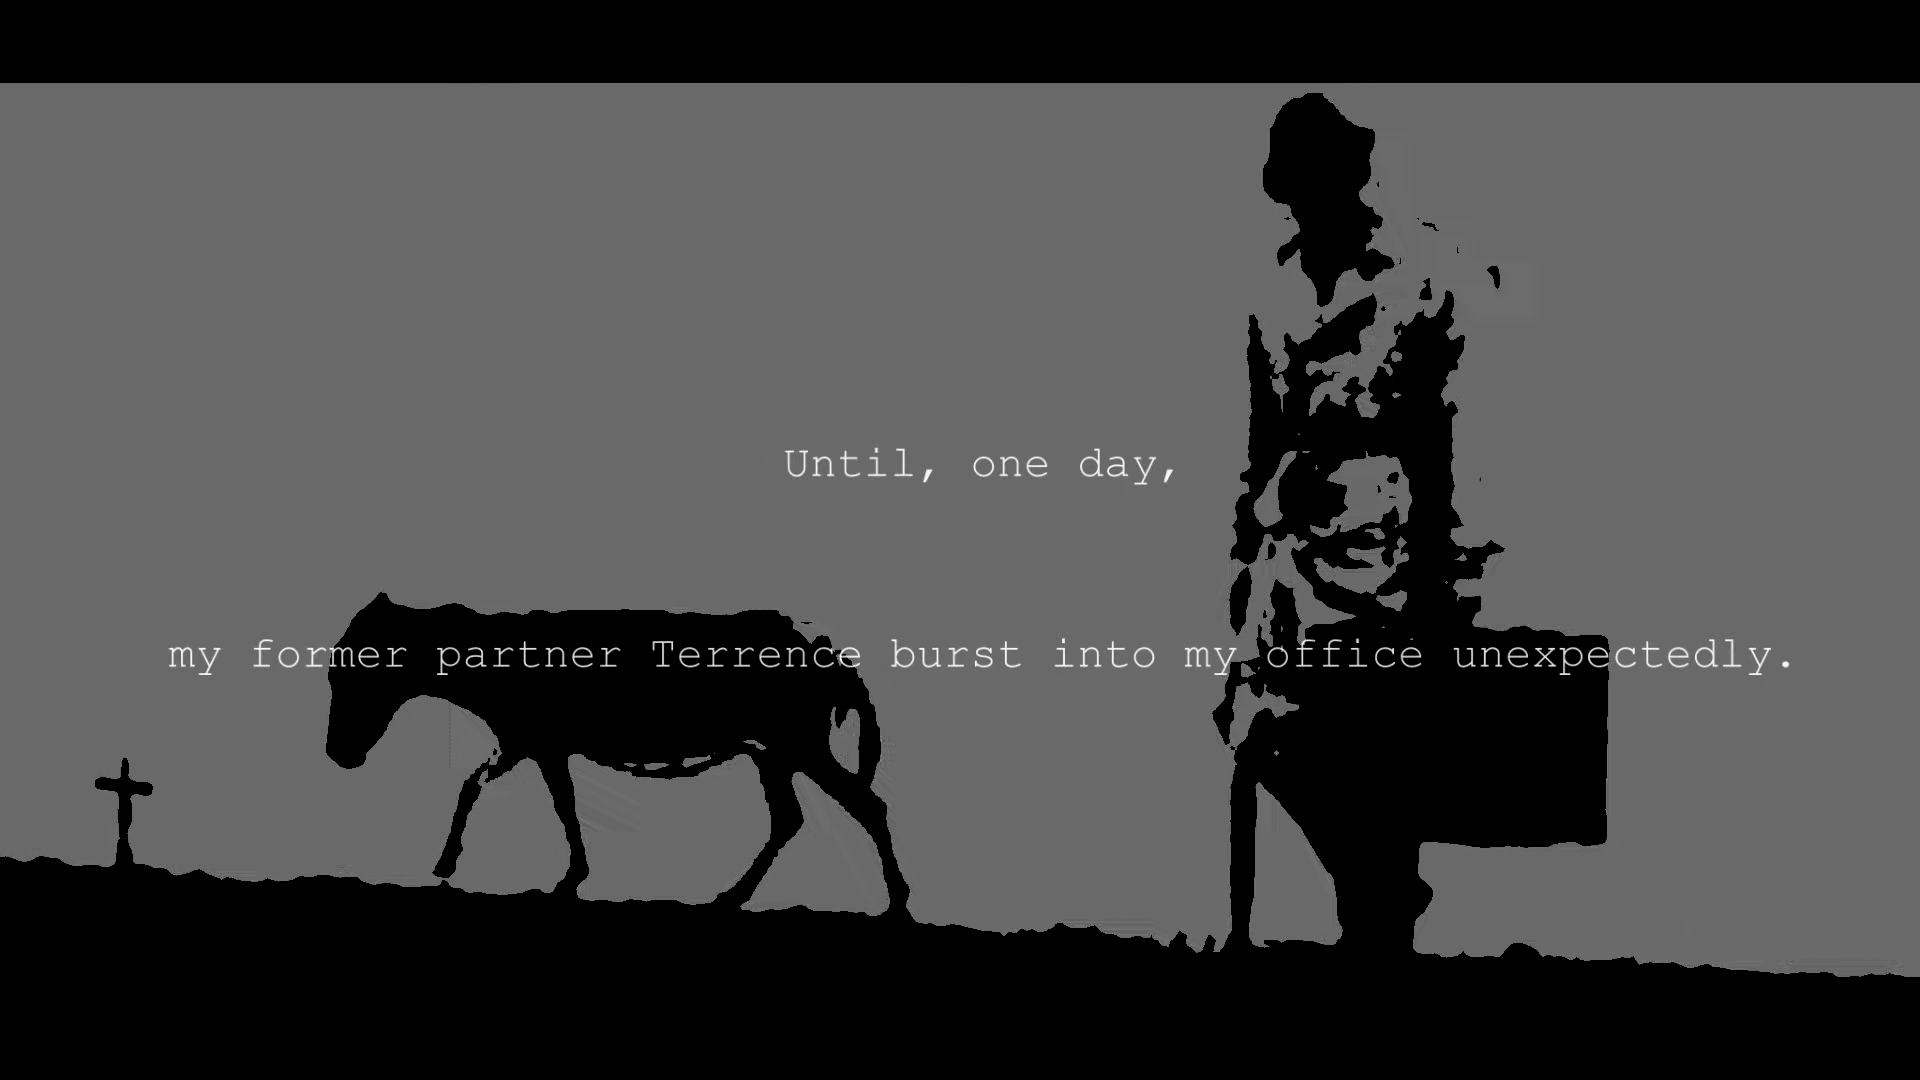 Until, one day,
my former partner Terrence burst into my office unexpectedly.